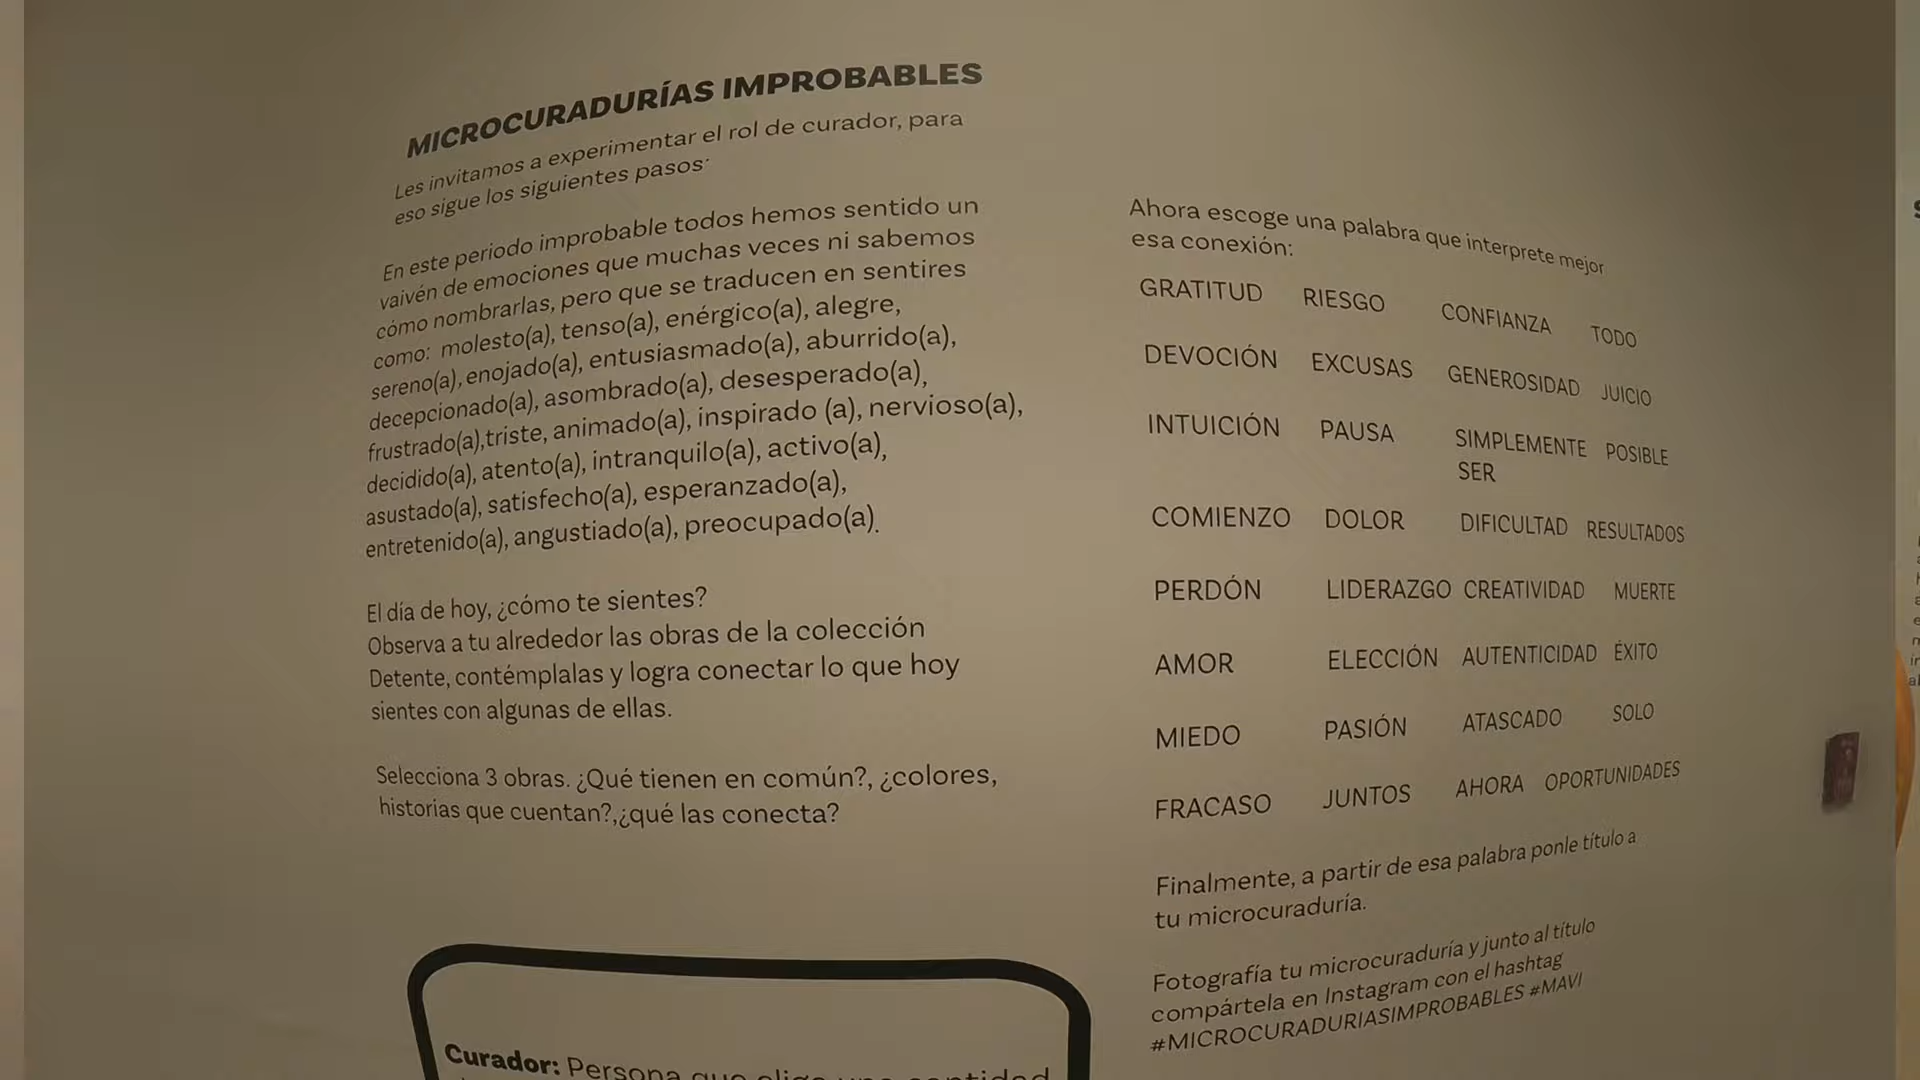 MICROCURADURÍAS IMPROBABLES
Les invitamos a experimentar el rol de curador, para
eso sigue los siguientes pasos:
En este periodo improbable todos hemos sentido un
vaivén de emociones que muchas veces ni sabemos
cómo nombrarlas, pero que se traducen en sentires
como: molesto(a), tenso(a), enérgico(a), alegre,
sereno(a), enojado(a), entusiasmado(a), aburrido(a),
decepcionado(a), asombrado(a), desesperado(a),
frustrado(a),triste, animado(a), inspirado (a), nervioso(a),
decidido(a), atento(a), intranquilo(a), activo(a),
asustado(a), satisfecho(a), esperanzado(a),
entretenido(a), angustiado(a), preocupado(a).
El día de hoy, ¿cómo te sientes?
Observa a tu alrededor las obras de la colección
Detente, contémplalas y logra conectar lo que hoy
sientes con algunas de ellas.
Selecciona 3 obras. ¿Qué tienen en común?, ¿colores,
historias que cuentan?,¿qué las conecta?
Curador: Persona que elige una cantidad
Ahora escoge una palabra que interprete mejor
esa conexión:
GRATITUD RIESGO CONFIANZA TODO
DEVOCIÓN EXCUSAS GENEROSIDAD JUICIO
INTUICIÓN PAUSA SIMPLEMENTE POSIBLE
SER
COMIENZO DOLOR DIFICULTAD RESULTADOS
PERDÓN LIDERAZGO CREATIVIDAD MUERTE
AMOR ELECCIÓN AUTENTICIDAD ÉXITO
MIEDO PASIÓN ATASCADO SOLO
FRACASO JUNTOS AHORA OPORTUNIDADES
Finalmente, a partir de esa palabra ponle título a
tu microcuraduría.
Fotografía tu microcuraduría y junto al título
compártela en Instagram con el hashtag
#MICROCURADURIASIMPROBABLES #MAVI